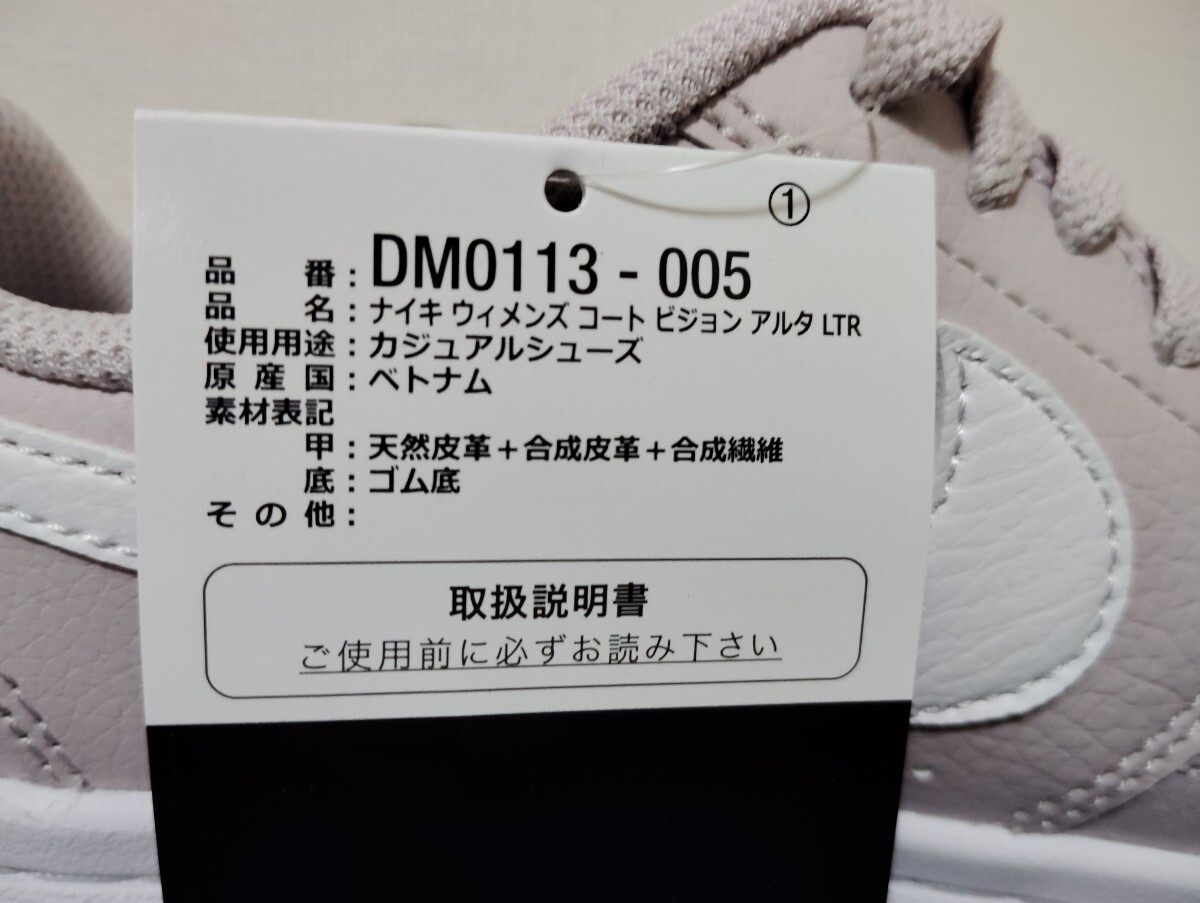 ①
品 番 : DM0113 - 005
品 名 : ナイキ ウィメンズ コート ビジョン アルタ LTR
使用用途 : カジュアルシューズ
原 産 国 : ベトナム
素材表記
甲 : 天然皮革+合成皮革+合成繊維
底 : ゴム底
そ の 他 :
取扱説明書
ご使用前に必ずお読み下さい